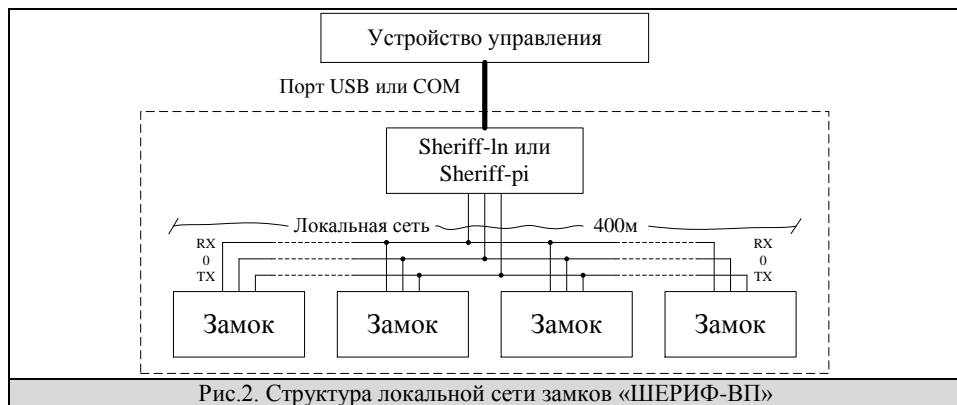 Устройство управления
Порт USB или COM
Sheriff-ln или
Sheriff-pi
Локальная сеть 400м
RX RX
0 0
TX TX
Замок Замок Замок Замок
Рис.2. Структура локальной сети замков «ШЕРИФ-ВП»